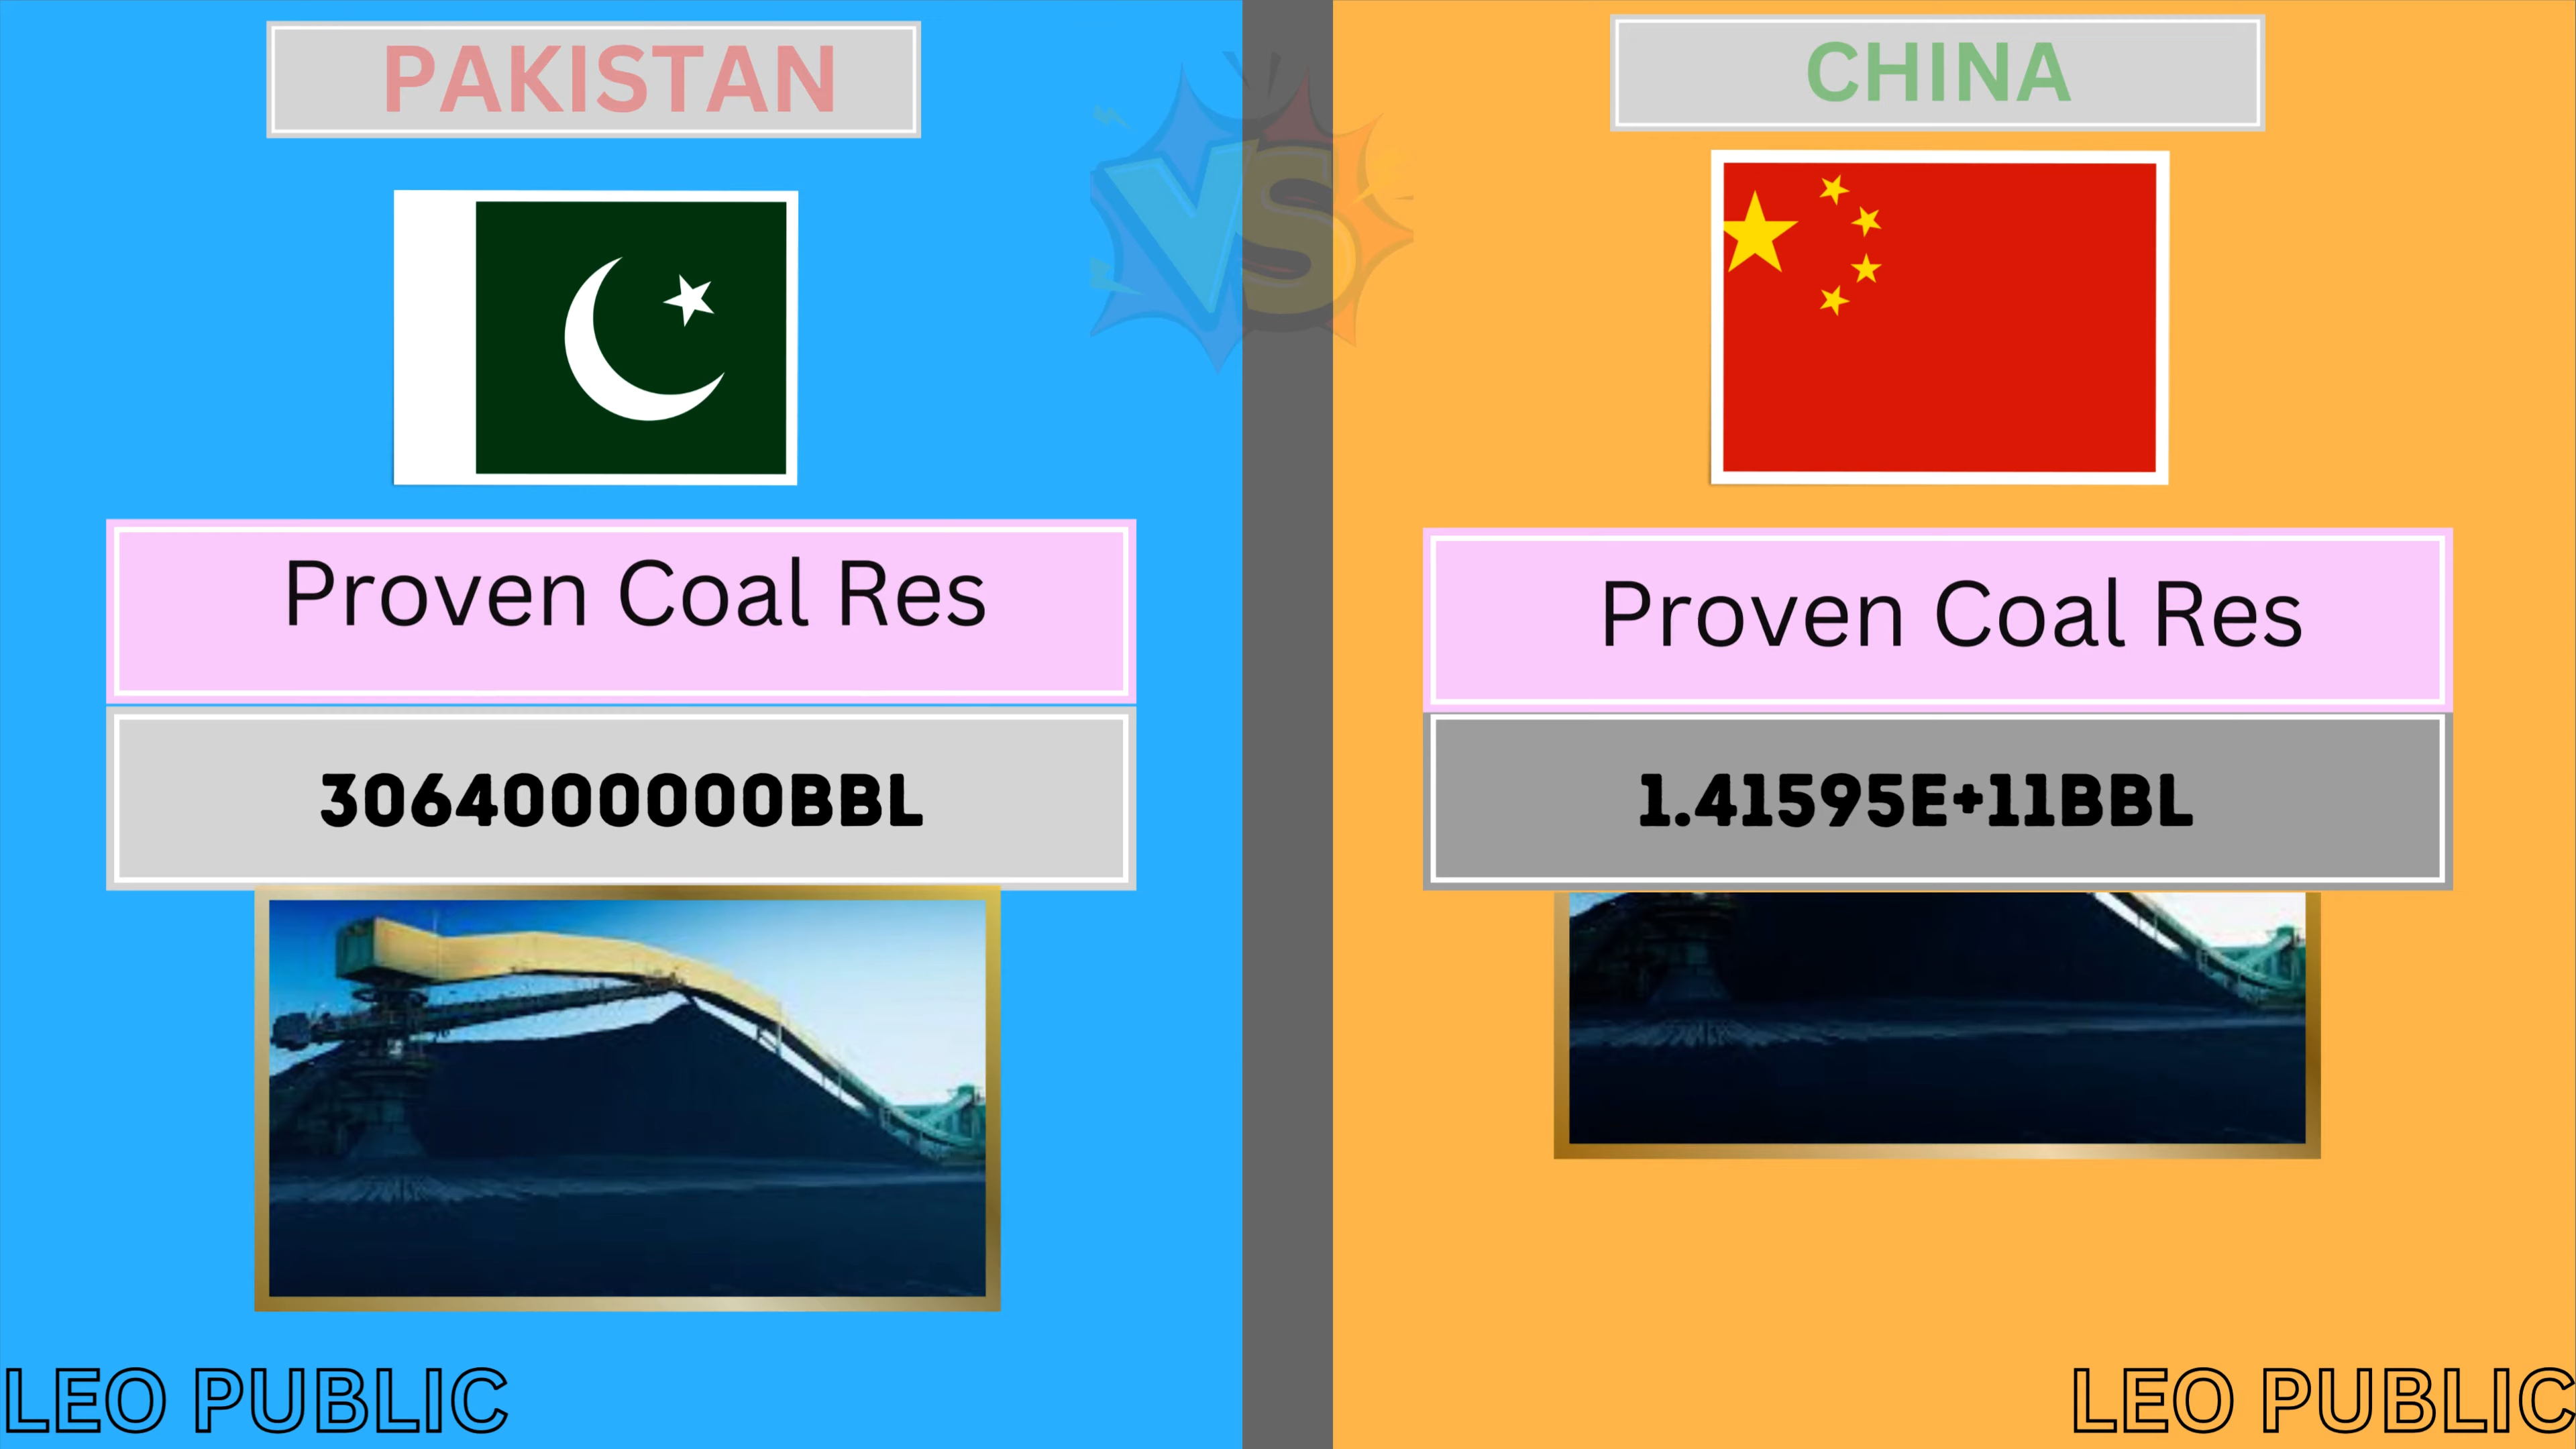 PAKISTAN
CHINA
VS
Proven Coal Res
Proven Coal Res
3064000000BBL
1.41595E+11BBL
LEO PUBLIC
LEO PUBLIC